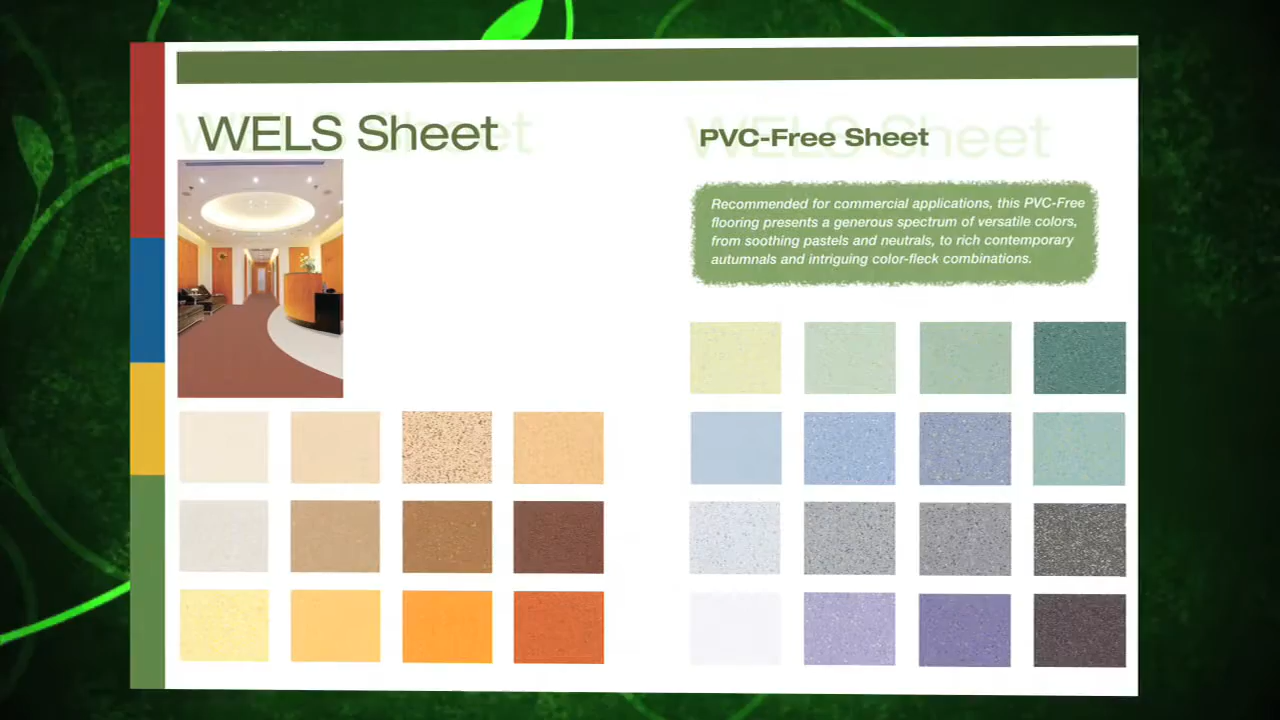 WELS Sheet
PVC-Free Sheet
Recommended for commercial applications, this PVC-Free
flooring presents a generous spectrum of versatile colors,
from soothing pastels and neutrals, to rich contemporary
autumnals and intriguing color-fleck combinations.